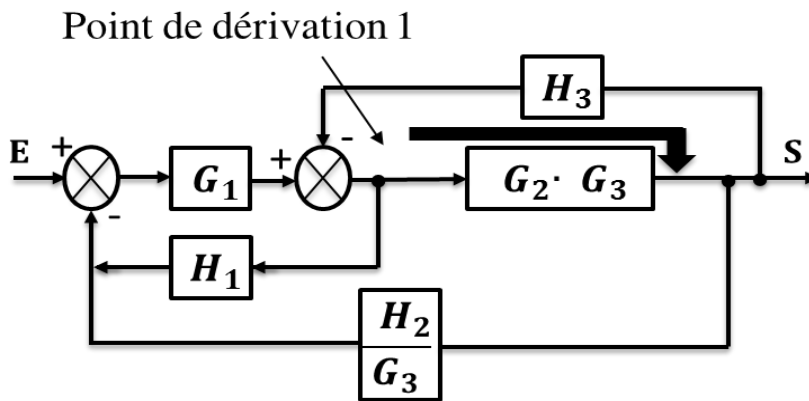 Point de dérivation 1
H₃
E + G₁ + - G₂ · G₃ S
-
H₁
H₂
G₃